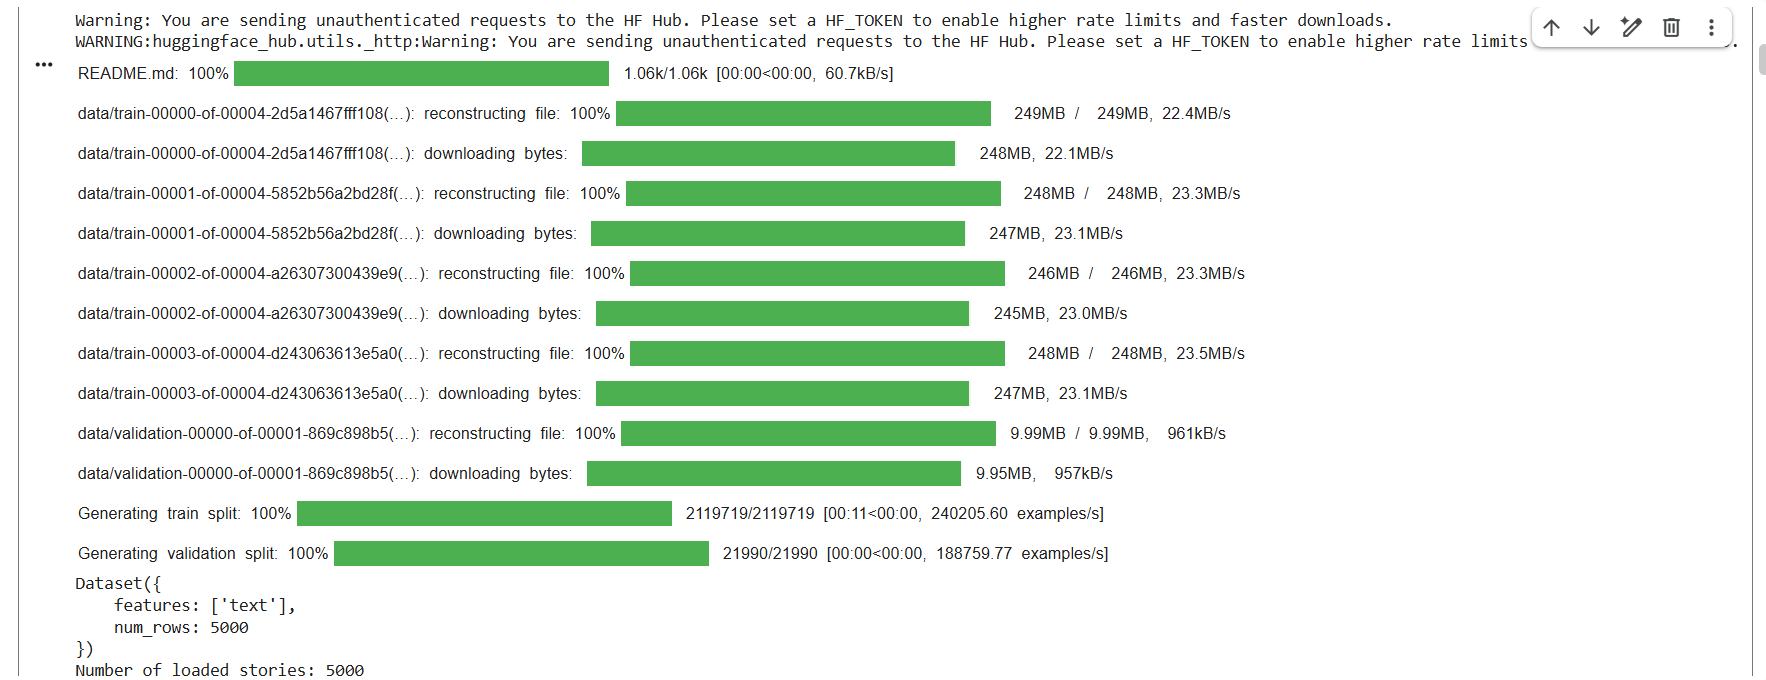 Warning: You are sending unauthenticated requests to the HF Hub. Please set a HF_TOKEN to enable higher rate limits and faster downloads.
WARNING:huggingface_hub.utils._http:Warning: You are sending unauthenticated requests to the HF Hub. Please set a HF_TOKEN to enable higher rate limits
README.md: 100% 1.06k/1.06k [00:00<00:00, 60.7kB/s]
data/train-00000-of-00004-2d5a1467fff108(…): reconstructing file: 100% 249MB / 249MB, 22.4MB/s
data/train-00000-of-00004-2d5a1467fff108(…): downloading bytes: 248MB, 22.1MB/s
data/train-00001-of-00004-5852b56a2bd28f(…): reconstructing file: 100% 248MB / 248MB, 23.3MB/s
data/train-00001-of-00004-5852b56a2bd28f(…): downloading bytes: 247MB, 23.1MB/s
data/train-00002-of-00004-a26307300439e9(…): reconstructing file: 100% 246MB / 246MB, 23.3MB/s
data/train-00002-of-00004-a26307300439e9(…): downloading bytes: 245MB, 23.0MB/s
data/train-00003-of-00004-d243063613e5a0(…): reconstructing file: 100% 248MB / 248MB, 23.5MB/s
data/train-00003-of-00004-d243063613e5a0(…): downloading bytes: 247MB, 23.1MB/s
data/validation-00000-of-00001-869c898b5(…): reconstructing file: 100% 9.99MB / 9.99MB, 961kB/s
data/validation-00000-of-00001-869c898b5(…): downloading bytes: 9.95MB, 957kB/s
Generating train split: 100% 2119719/2119719 [00:11<00:00, 240205.60 examples/s]
Generating validation split: 100% 21990/21990 [00:00<00:00, 188759.77 examples/s]
Dataset({
    features: ['text'],
    num_rows: 5000
})
Number of loaded stories: 5000